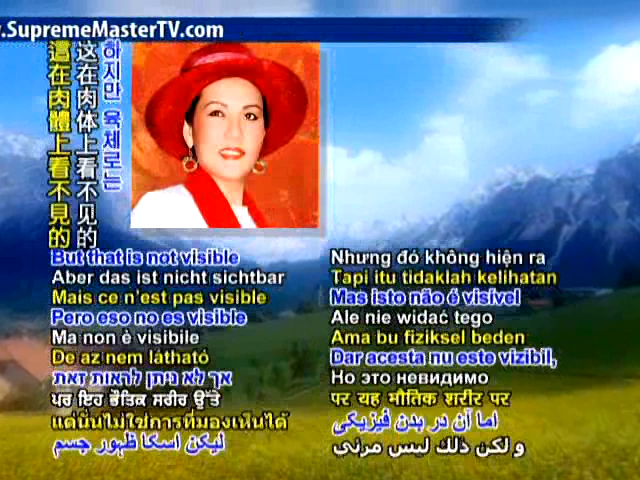 .SupremeMasterTV.com
這在肉體上看不見的
这在肉体上看不见的
하지만 육체로는
But that is not visible
Aber das ist nicht sichtbar
Mais ce n'est pas visible
Pero eso no es visible
Ma non è visibile
De az nem látható
אך לא ניתן לראות זאת
ਪਰ ਇਹ ਭੌਤਿਕ ਸਰੀਰ ਉੱਤੇ
แต่นั่นไม่ใช่การที่มองเห็นได้
لیکن اسکا ظہور جسم
Nhưng đó không hiện ra
Tapi itu tidaklah kelihatan
Mas isto não é visível
Ale nie widać tego
Ama bu fiziksel beden
Dar acesta nu este vizibil,
Но это невидимо
पर यह भौतिक शरीर पर
اما آن در بدن فیزیکی
و لكن ذلك ليس مرئي